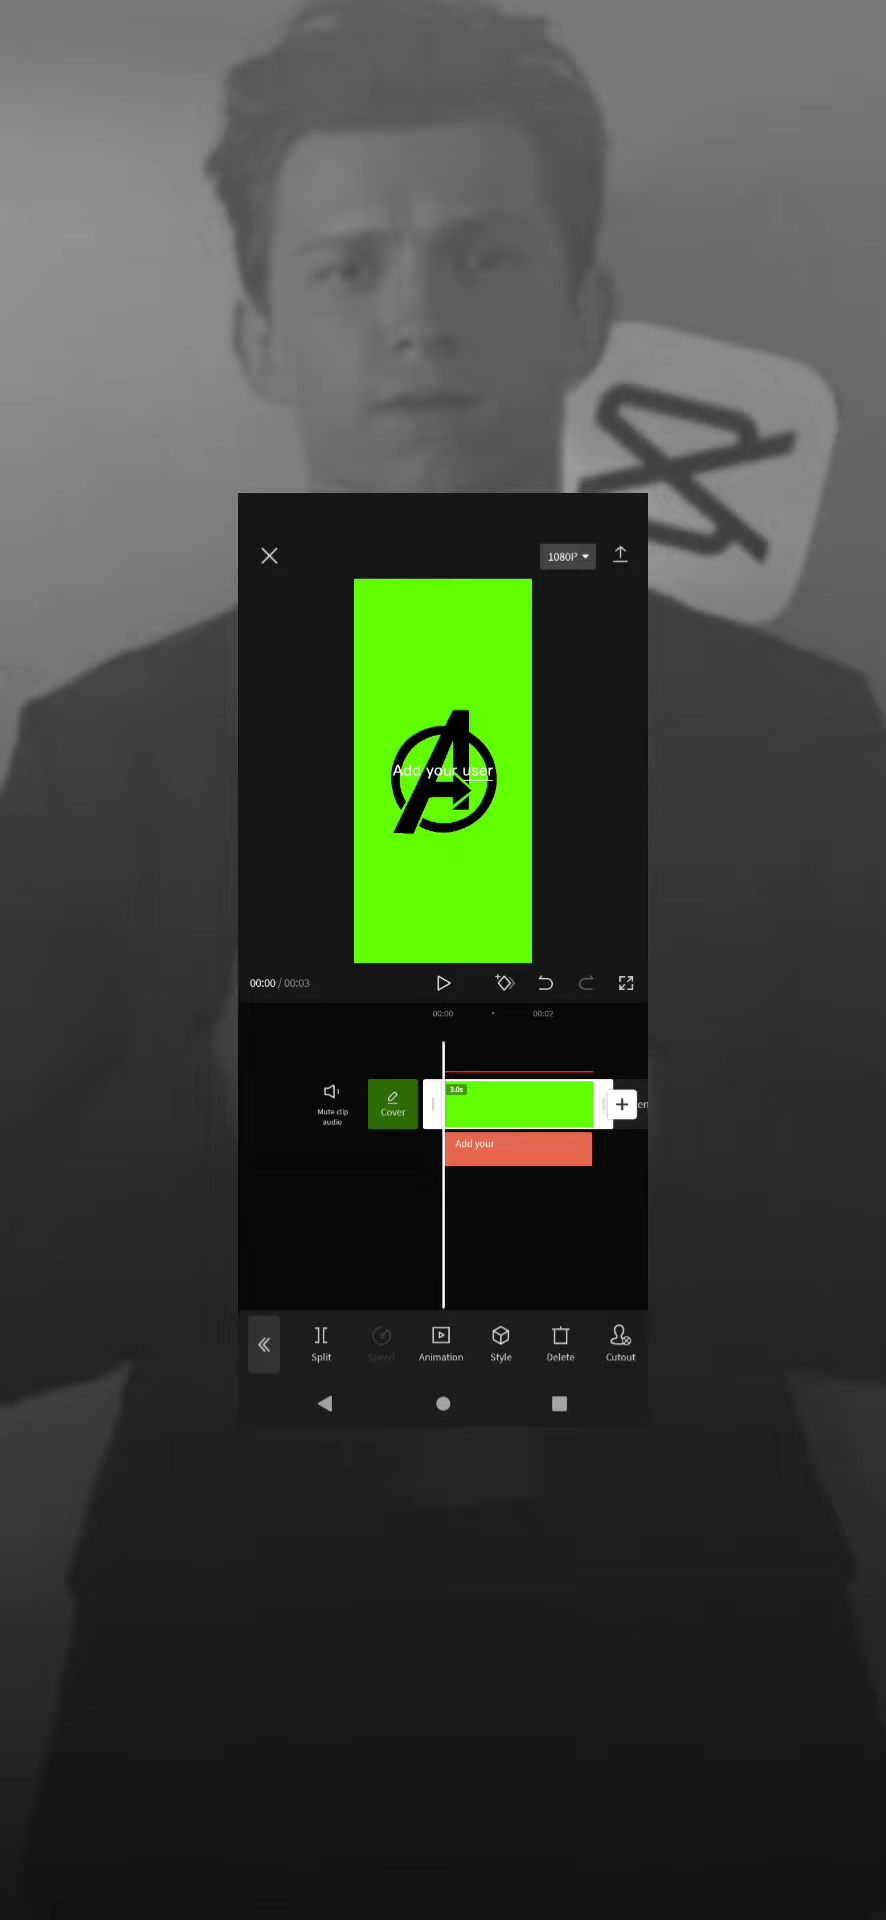 1080P
Add your user
00:00 / 00:03
00:00
00:02
3.0s
Mute clip
audio
Cover
Add your
Split
Speed
Animation
Style
Delete
Cutout